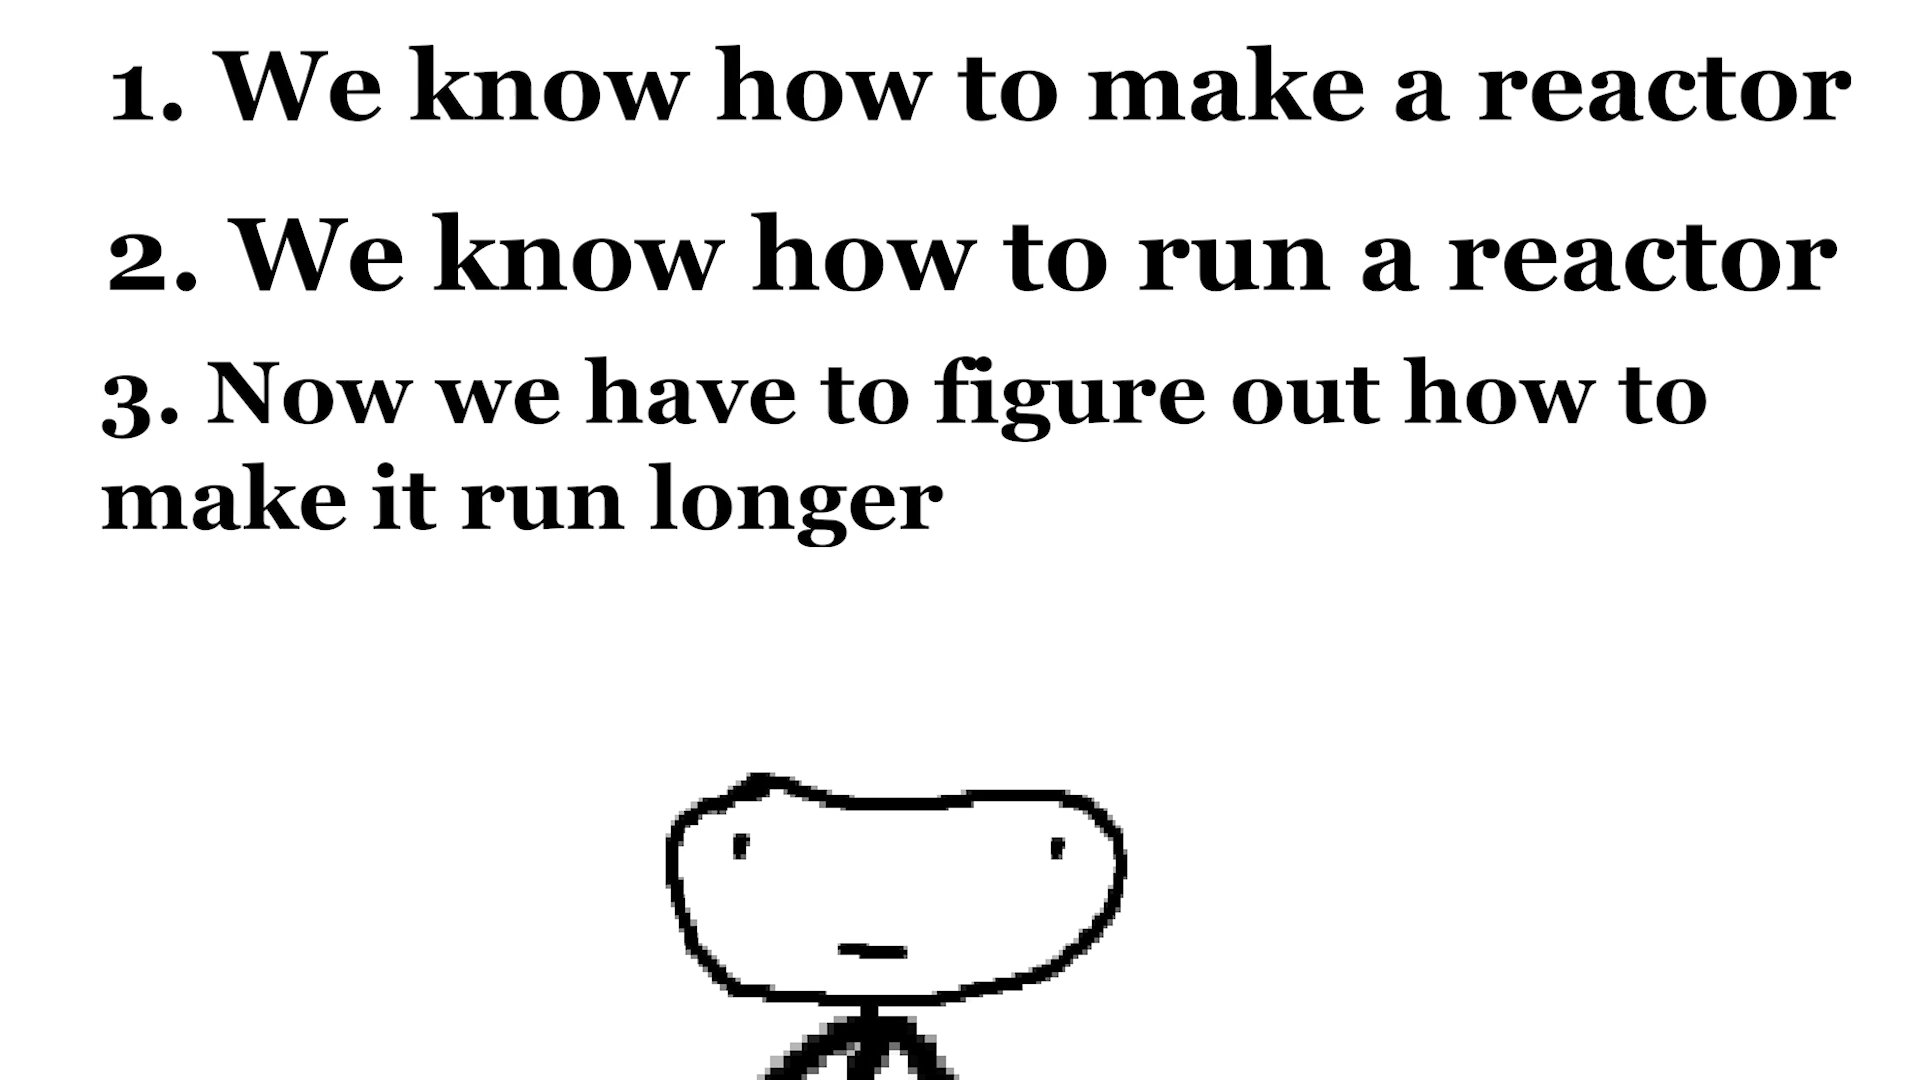 1. We know how to make a reactor
2. We know how to run a reactor
3. Now we have to figure out how to
make it run longer